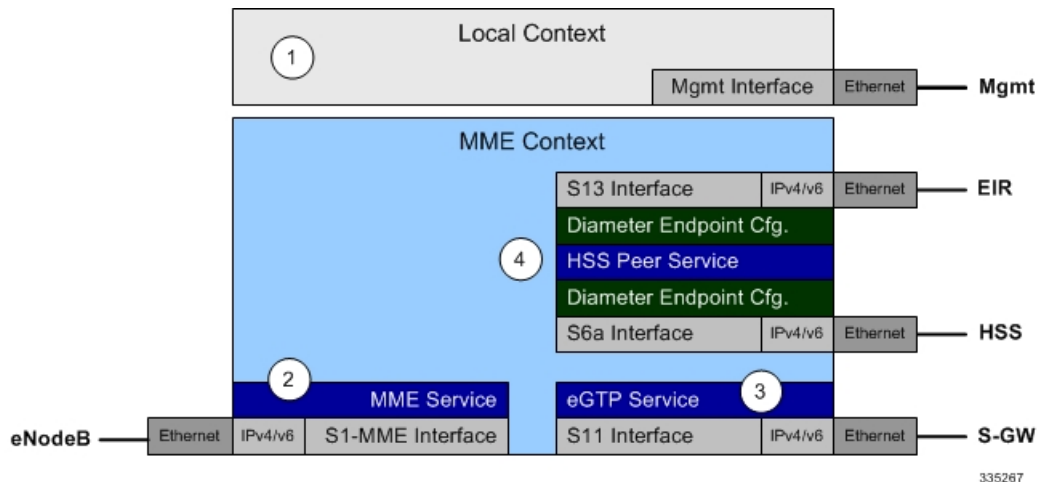 Local Context
1
Mgmt Interface Ethernet Mgmt
MME Context
S13 Interface IPv4/v6 Ethernet EIR
Diameter Endpoint Cfg.
4 HSS Peer Service
Diameter Endpoint Cfg.
S6a Interface IPv4/v6 Ethernet HSS
2 3
MME Service eGTP Service
eNodeB Ethernet IPv4/v6 S1-MME Interface S11 Interface IPv4/v6 Ethernet S-GW
335267